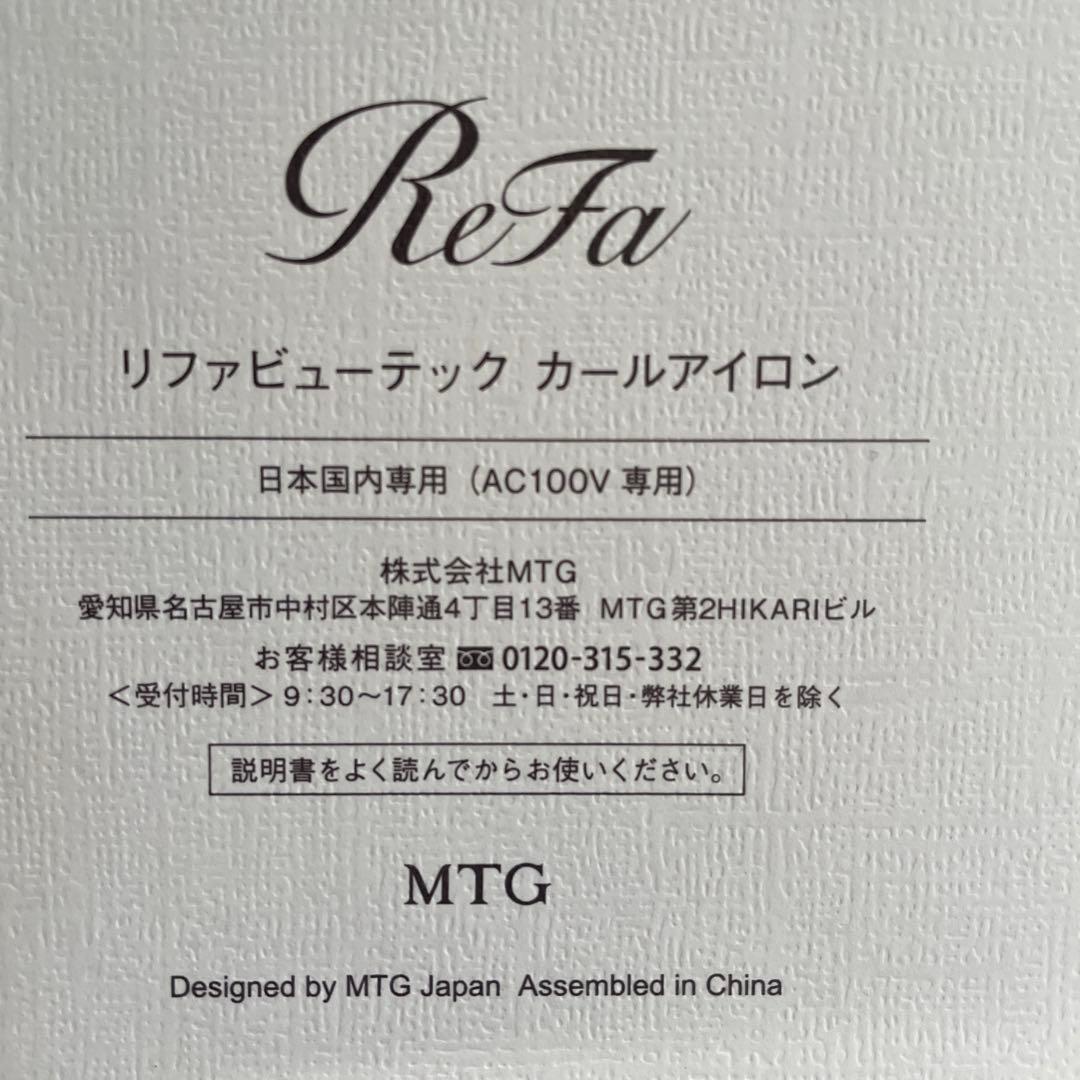 ReFa
リファビューテック カールアイロン
日本国内専用（AC100V 専用）
株式会社MTG
愛知県名古屋市中村区本陣通4丁目13番 MTG第2HIKARIビル
お客様相談室 0120-315-332
＜受付時間＞9:30～17:30 土・日・祝日・弊社休業日を除く
説明書をよく読んでからお使いください。
MTG
Designed by MTG Japan Assembled in China